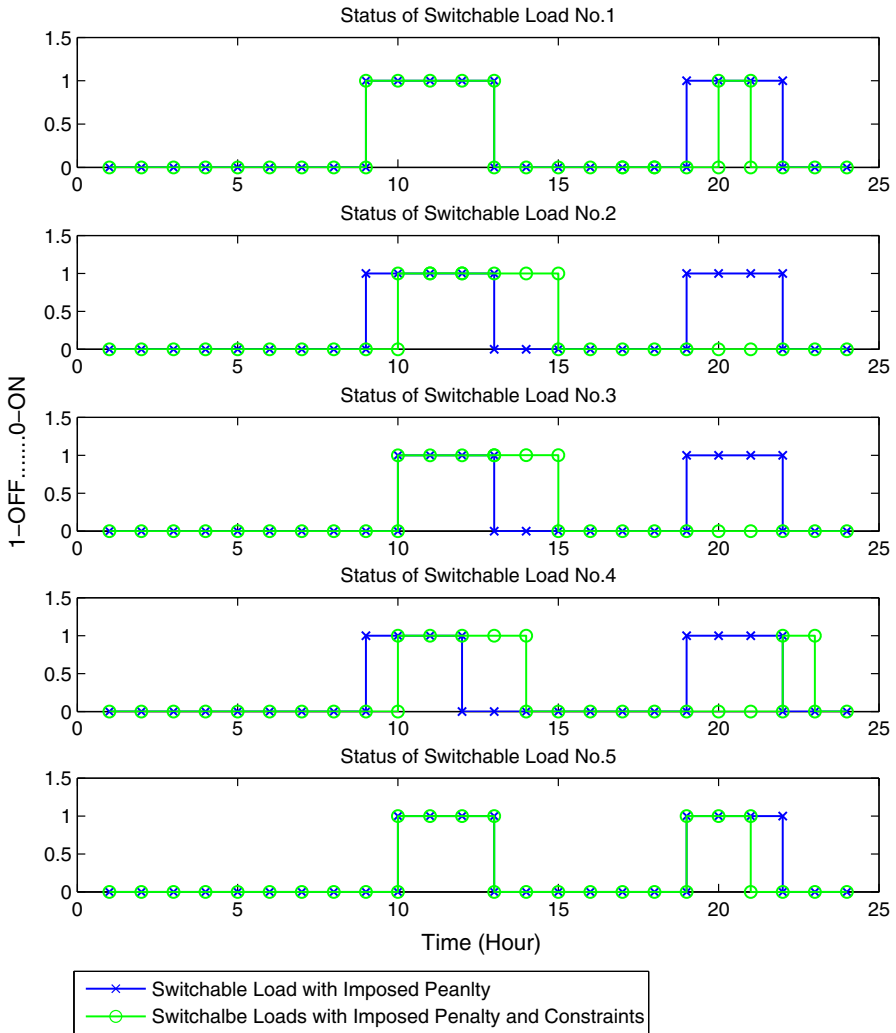 Status of Switchable Load No.1
1.5
1
0.5
0
0 5 10 15 20 25
Status of Switchable Load No.2
1.5
1
0.5
0
0 5 10 15 20 25
Status of Switchable Load No.3
1.5
1
0.5
0
0 5 10 15 20 25
Status of Switchable Load No.4
1.5
1
0.5
0
0 5 10 15 20 25
Status of Switchable Load No.5
1.5
1
0.5
0
0 5 10 15 20 25
1−OFF.......0−ON
Time (Hour)
Switchable Load with Imposed Peanlty
Switchalbe Loads with Imposed Penalty and Constraints